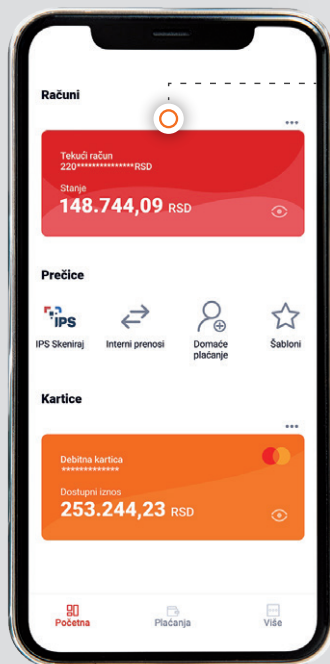 Računi
Tekući račun
220***************RSD
Stanje
148.744,09 RSD
Prečice
IPS
IPS Skeniraj
Interni prenosi
Domaće
plaćanje
Šabloni
Kartice
Debitna kartica
*************
Dostupni iznos
253.244,23 RSD
Početna
Plaćanja
Više